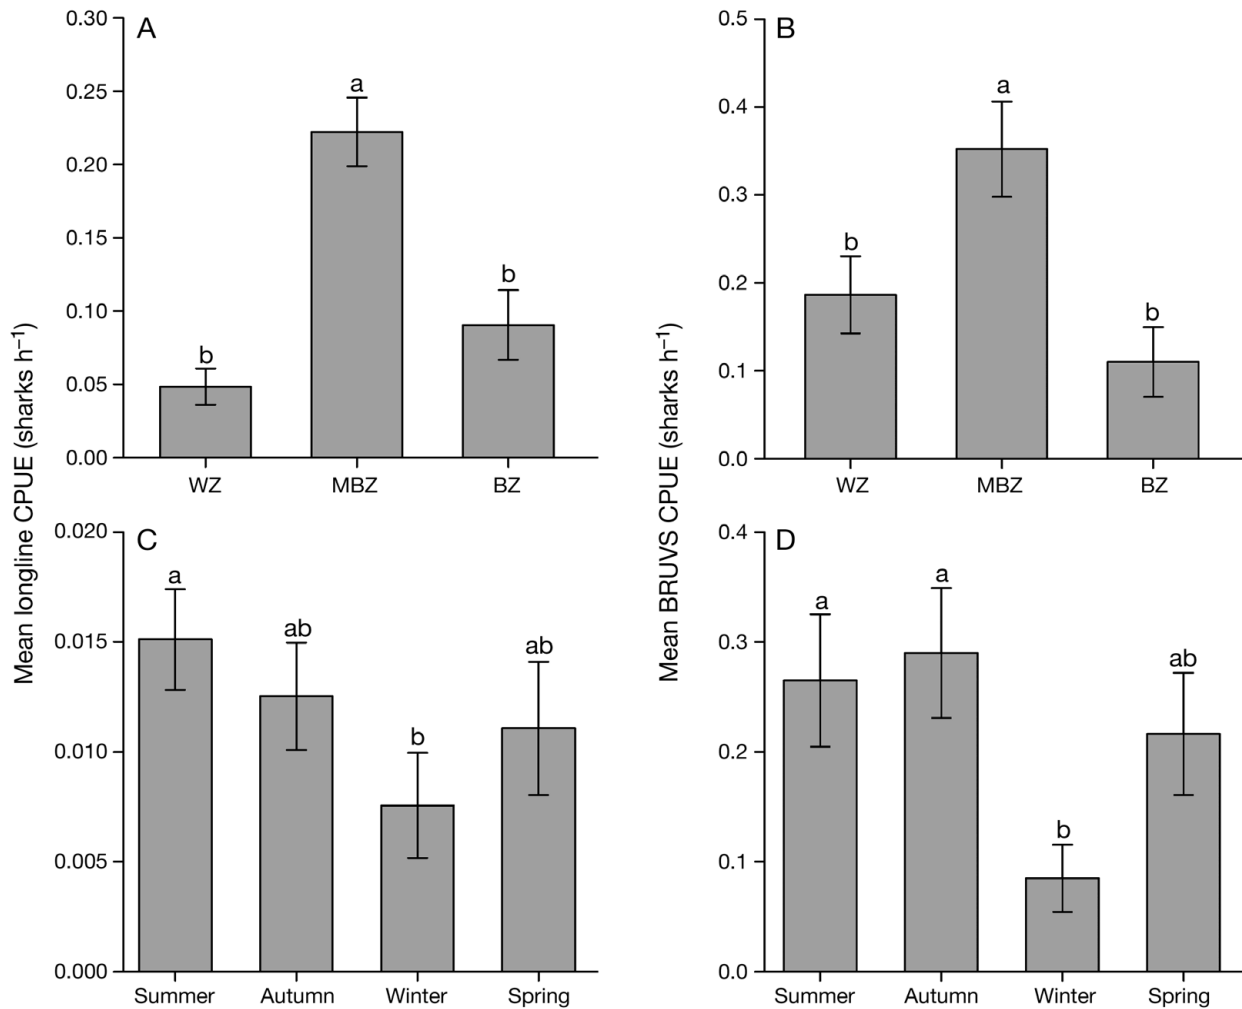 Mean longline CPUE (sharks h–1)
A
0.30
0.25
0.20
0.15
0.10
0.05
0.00
a
b
b
WZ MBZ BZ
Mean BRUVS CPUE (sharks h–1)
B
0.5
0.4
0.3
0.2
0.1
0.0
a
b
b
WZ MBZ BZ
C
0.020
0.015
0.010
0.005
0.000
a
ab
b
ab
Summer Autumn Winter Spring
D
0.4
0.3
0.2
0.1
0.0
a
a
b
ab
Summer Autumn Winter Spring